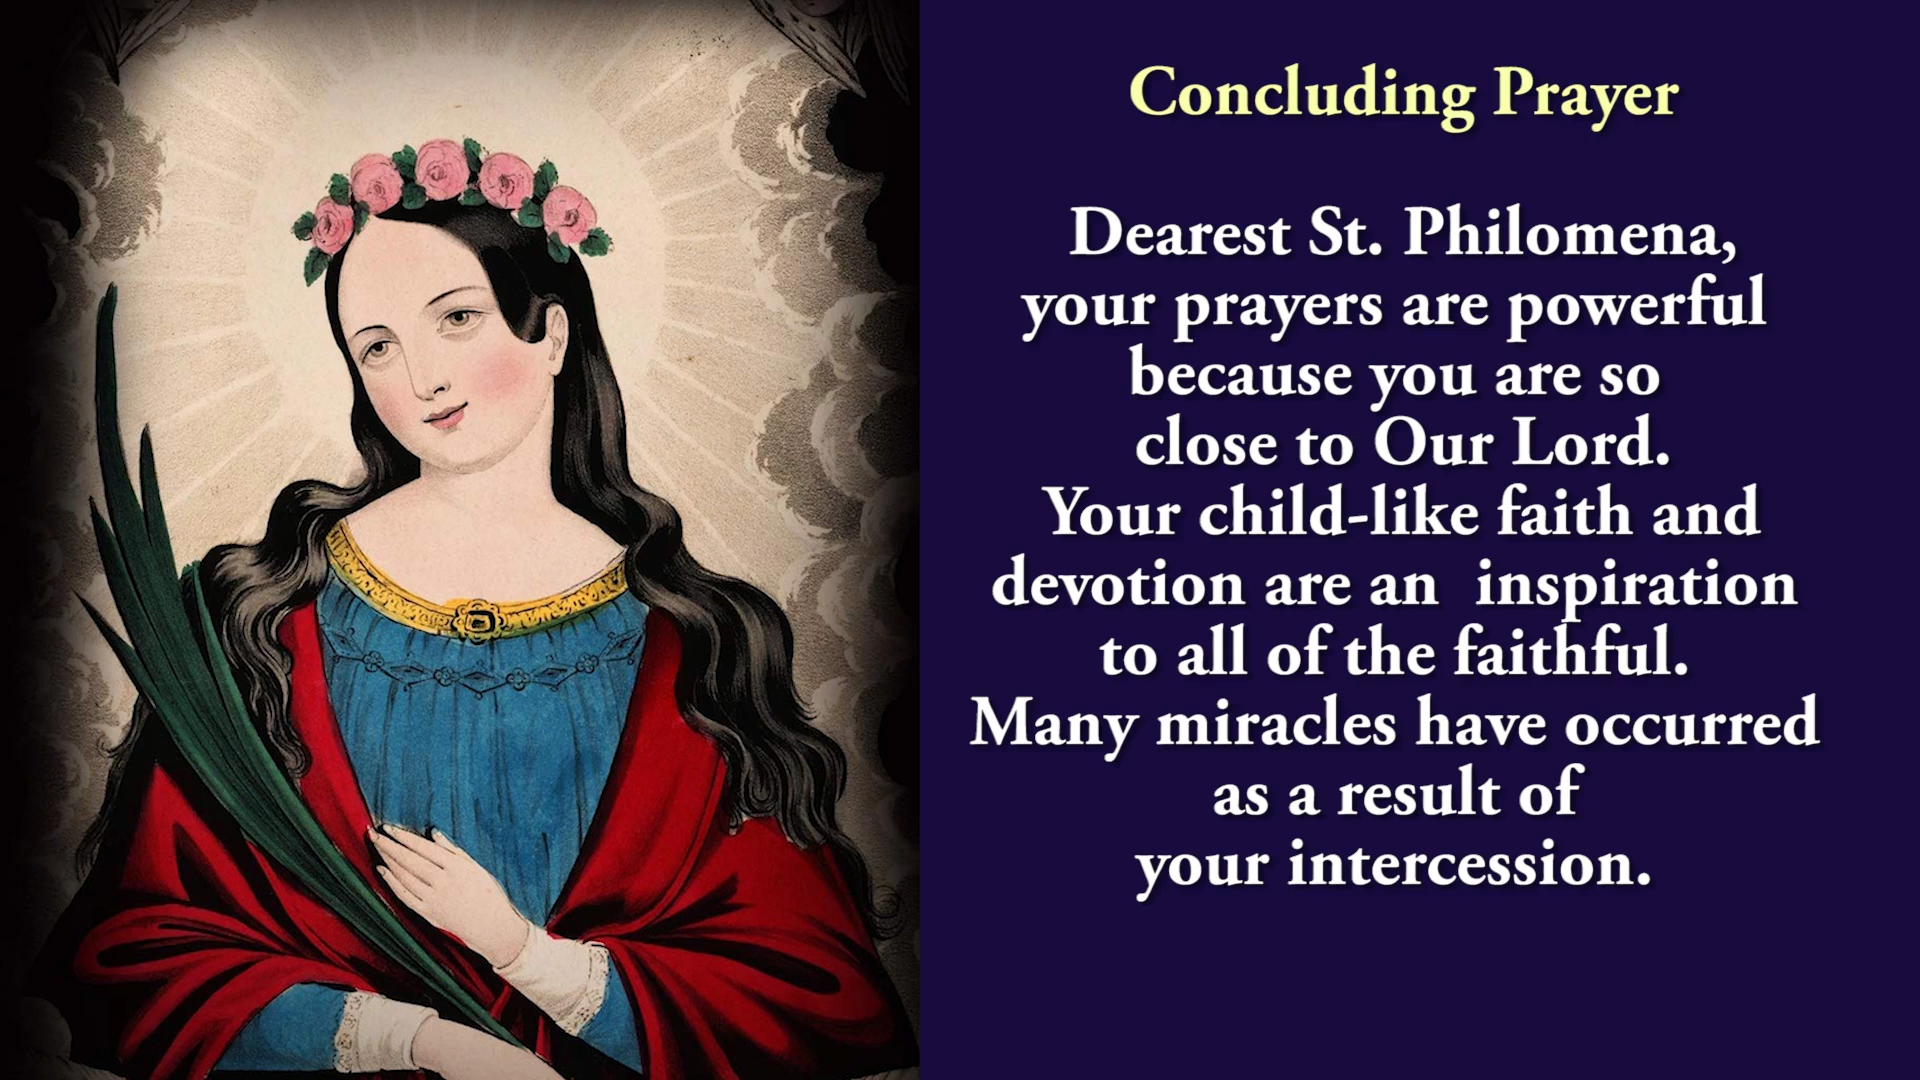 Concluding Prayer
Dearest St. Philomena,
your prayers are powerful
because you are so
close to Our Lord.
Your child-like faith and
devotion are an  inspiration
to all of the faithful.
Many miracles have occurred
as a result of
your intercession.